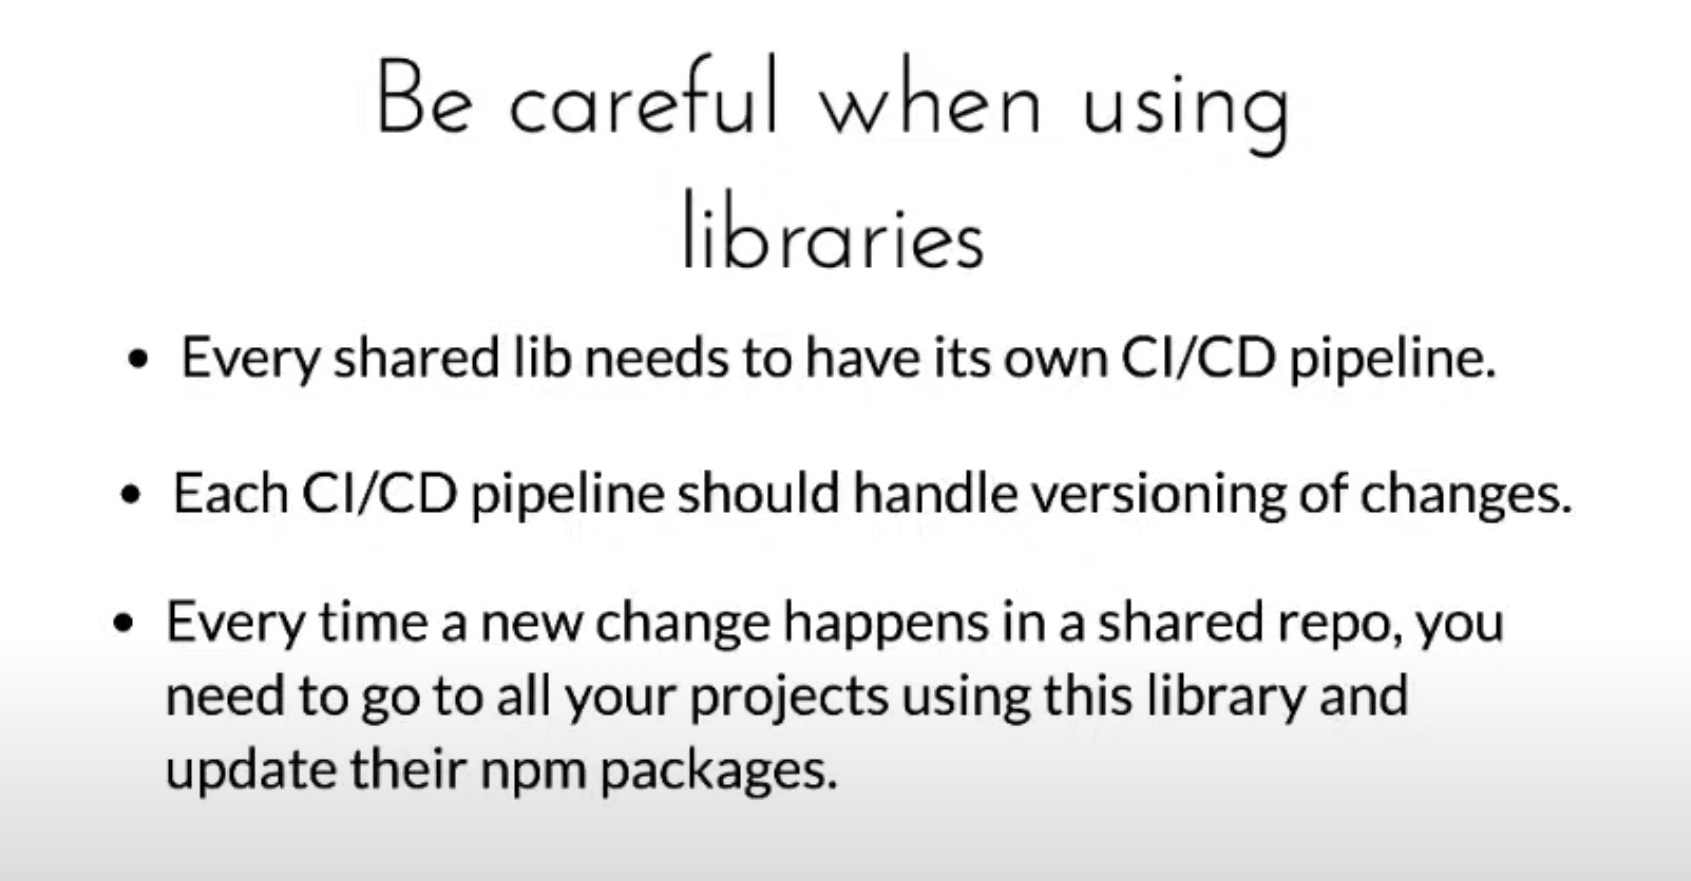 Be careful when using
libraries
• Every shared lib needs to have its own CI/CD pipeline.
• Each CI/CD pipeline should handle versioning of changes.
• Every time a new change happens in a shared repo, you
need to go to all your projects using this library and
update their npm packages.